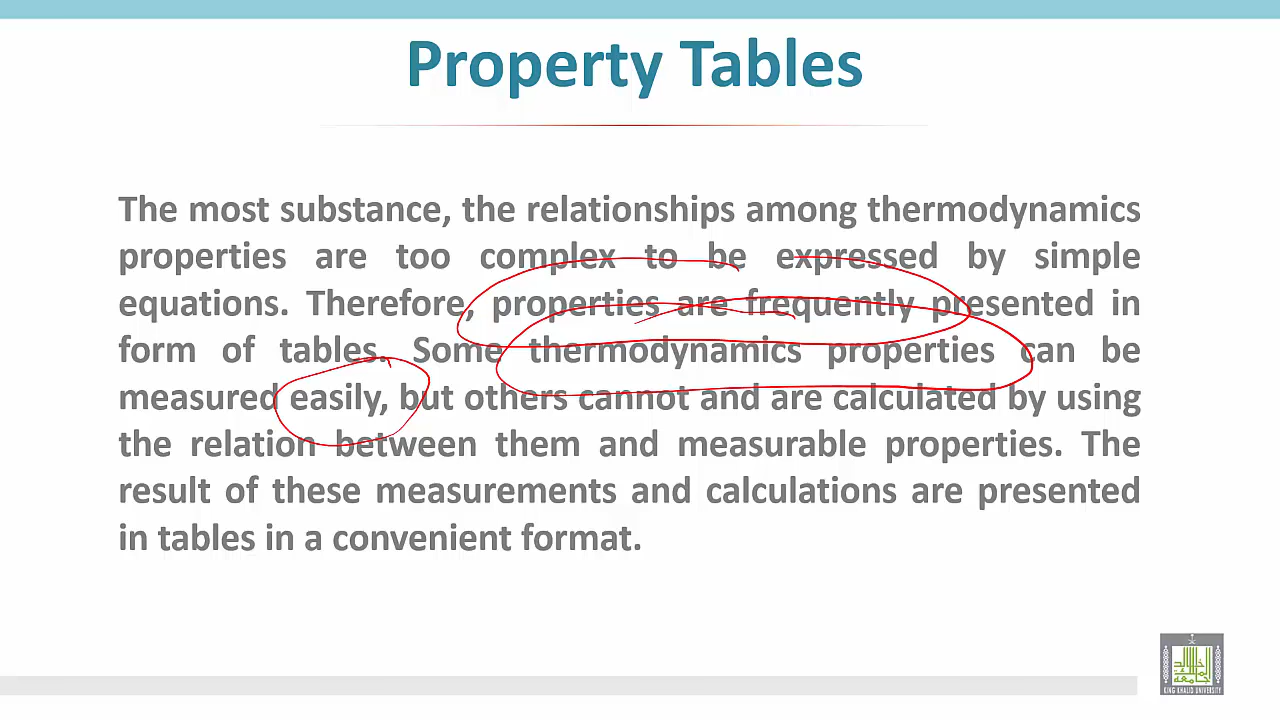 Property Tables
The most substance, the relationships among thermodynamics
properties are too complex to be expressed by simple
equations. Therefore, properties are frequently presented in
form of tables. Some thermodynamics properties can be
measured easily, but others cannot and are calculated by using
the relation between them and measurable properties. The
result of these measurements and calculations are presented
in tables in a convenient format.
KING KHALID UNIVERSITY